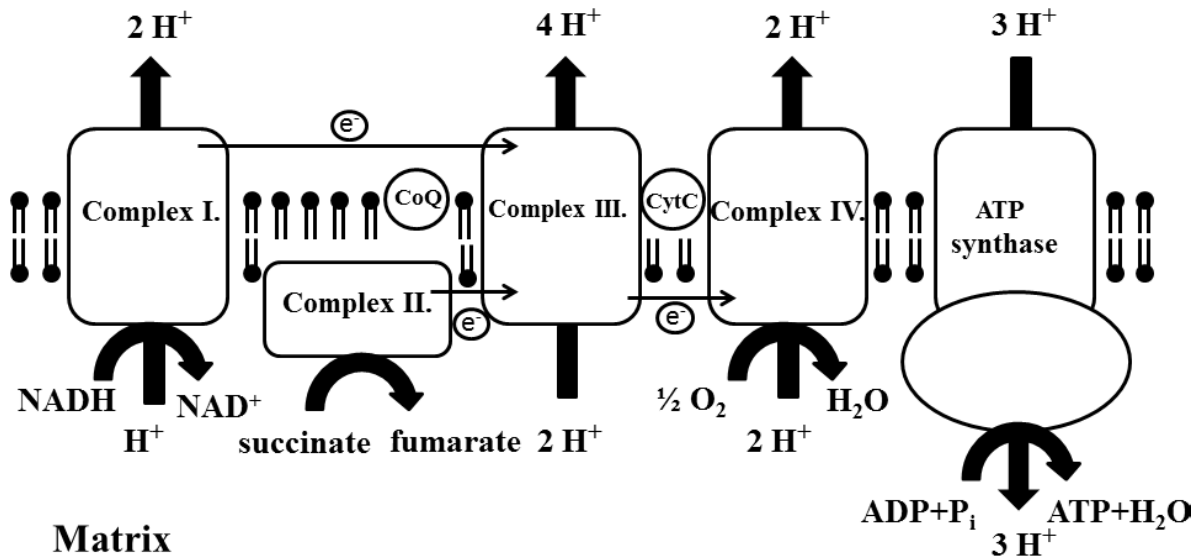 2 H⁺
4 H⁺
2 H⁺
3 H⁺
e⁻
CoQ
CytC
Complex I.
Complex III.
Complex IV.
ATP
synthase
Complex II.
e⁻
e⁻
NADH
NAD⁺
H⁺
succinate
fumarate
2 H⁺
½ O₂
H₂O
2 H⁺
ADP+Pᵢ
ATP+H₂O
3 H⁺
Matrix